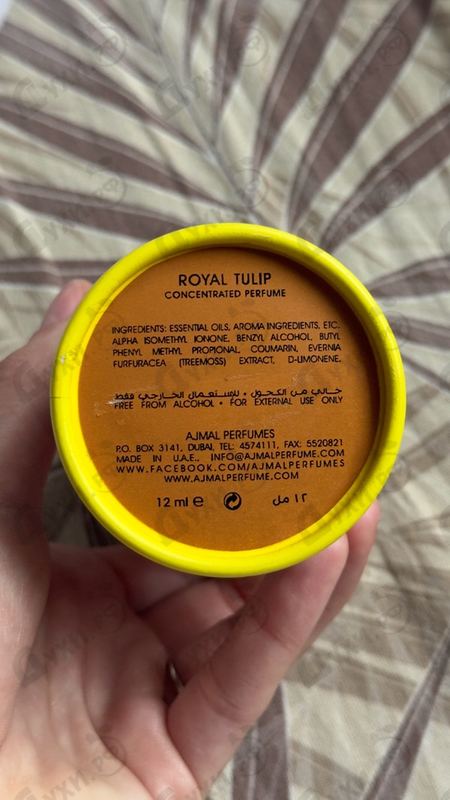 ROYAL TULIP
CONCENTRATED PERFUME
INGREDIENTS: ESSENTIAL OILS, AROMA INGREDIENTS, ETC.
ALPHA ISOMETHYL IONONE, BENZYL ALCOHOL, BUTYL
PHENYL METHYL PROPIONAL, COUMARIN, EVERNIA
FURFURACEA (TREEMOSS) EXTRACT, D-LIMONENE.
خالي من الكحول • للاستعمال الخارجي فقط
FREE FROM ALCOHOL • FOR EXTERNAL USE ONLY
AJMAL PERFUMES
P.O. BOX 3141, DUBAI, TEL: 4574111, FAX: 5520821
MADE IN U.A.E., INFO@AJMALPERFUME.COM
WWW.FACEBOOK.COM/AJMALPERFUMES
WWW.AJMALPERFUME.COM
12 ml e ١٢ مل